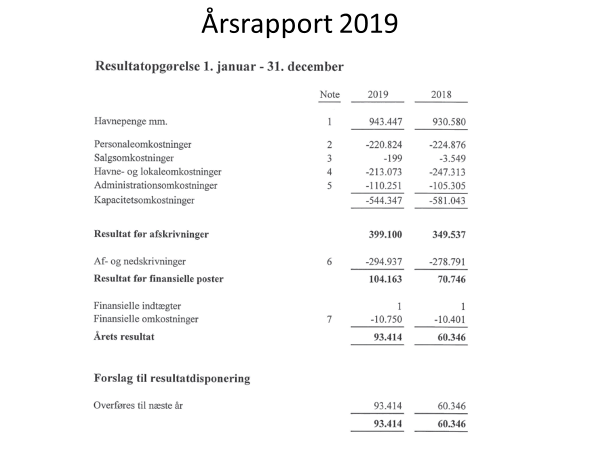 Årsrapport 2019
Resultatopgørelse 1. januar - 31. december
Note 2019 2018
Havnepenge mm. 1 943.447 930.580
Personaleomkostninger 2 -220.824 -224.876
Salgsomkostninger 3 -199 -3.549
Havne- og lokaleomkostninger 4 -213.073 -247.313
Administrationsomkostninger 5 -110.251 -105.305
Kapacitetsomkostninger -544.347 -581.043
Resultat før afskrivninger 399.100 349.537
Af- og nedskrivninger 6 -294.937 -278.791
Resultat før finansielle poster 104.163 70.746
Finansielle indtægter 1 1
Finansielle omkostninger 7 -10.750 -10.401
Årets resultat 93.414 60.346
Forslag til resultatdisponering
Overføres til næste år 93.414 60.346
93.414 60.346